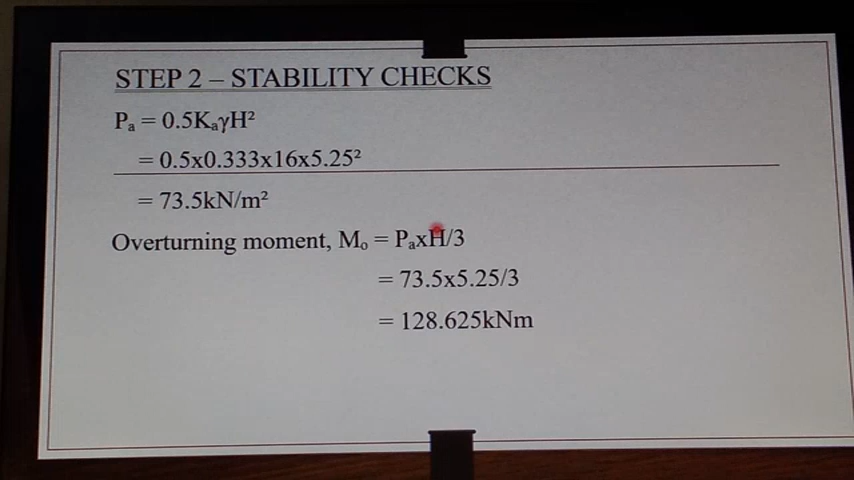 STEP 2 – STABILITY CHECKS
Pₐ = 0.5KₐγH²
= 0.5x0.333x16x5.25²
= 73.5kN/m²
Overturning moment, Mₒ = PₐxH/3
= 73.5x5.25/3
= 128.625kNm